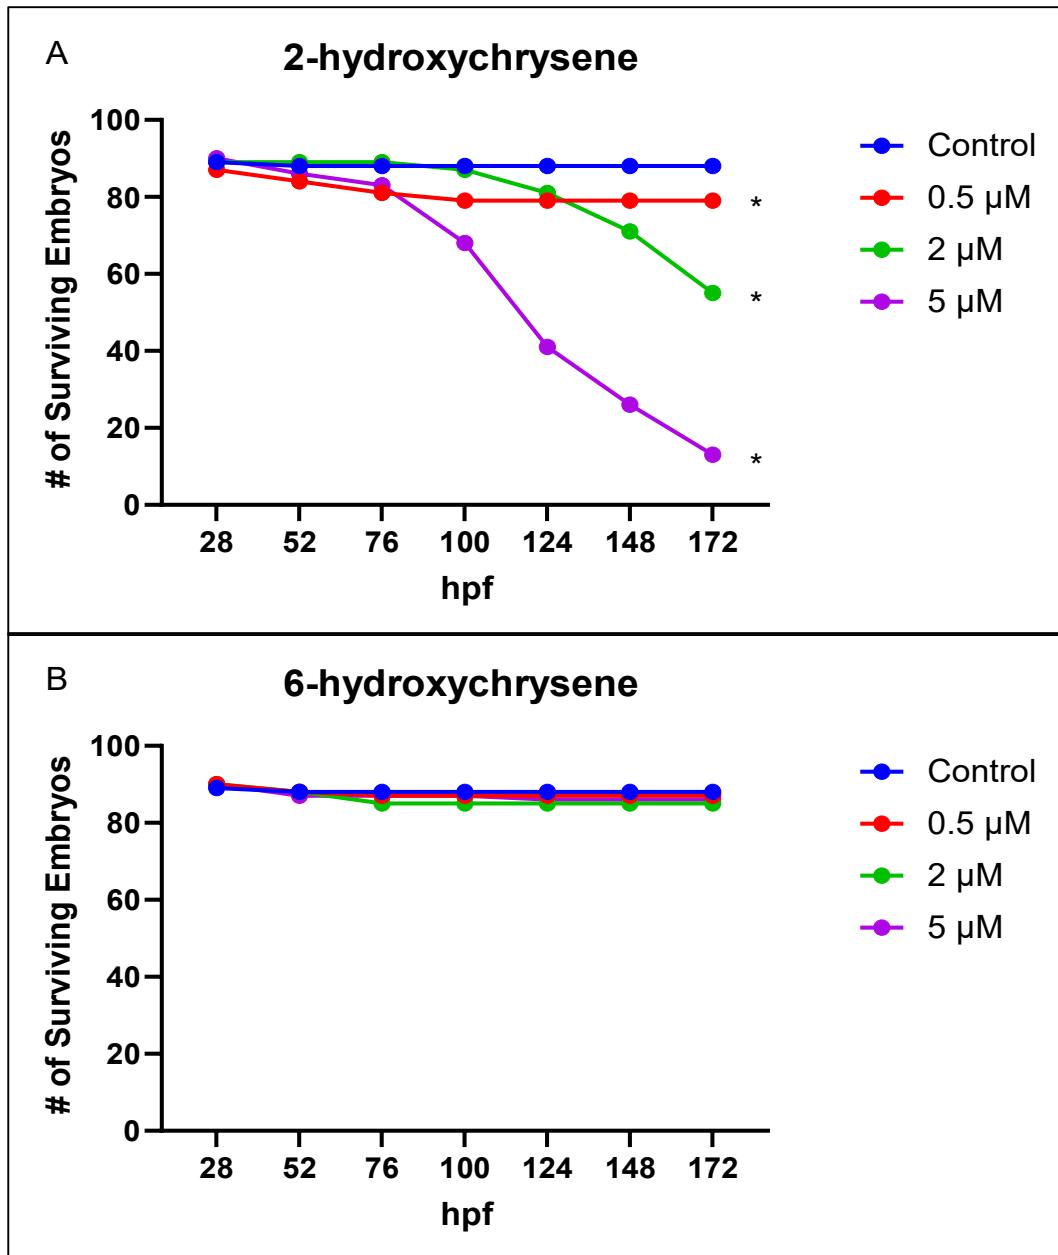 A
2-hydroxychrysene
# of Surviving Embryos
100
80
60
40
20
0
28 52 76 100 124 148 172
hpf
Control
0.5 µM
2 µM
5 µM
*
*
*
B
6-hydroxychrysene
# of Surviving Embryos
100
80
60
40
20
0
28 52 76 100 124 148 172
hpf
Control
0.5 µM
2 µM
5 µM